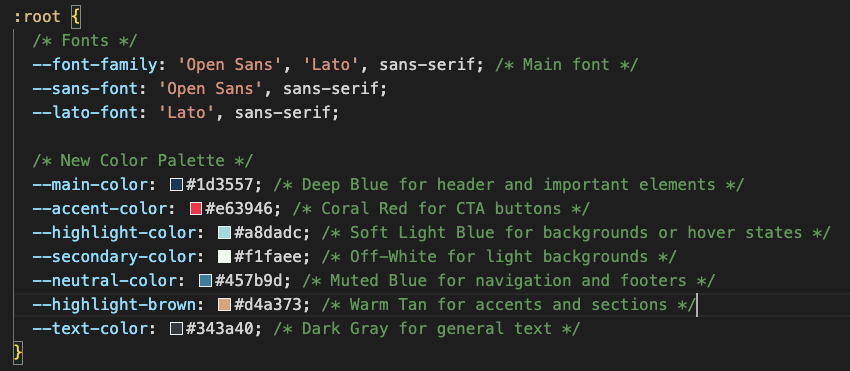 :root {
/* Fonts */
--font-family: 'Open Sans', 'Lato', sans-serif; /* Main font */
--sans-font: 'Open Sans', sans-serif;
--lato-font: 'Lato', sans-serif;
/* New Color Palette */
--main-color: #1d3557; /* Deep Blue for header and important elements */
--accent-color: #e63946; /* Coral Red for CTA buttons */
--highlight-color: #a8dadc; /* Soft Light Blue for backgrounds or hover states */
--secondary-color: #f1faee; /* Off-White for light backgrounds */
--neutral-color: #457b9d; /* Muted Blue for navigation and footers */
--highlight-brown: #d4a373; /* Warm Tan for accents and sections */
--text-color: #343a40; /* Dark Gray for general text */
}